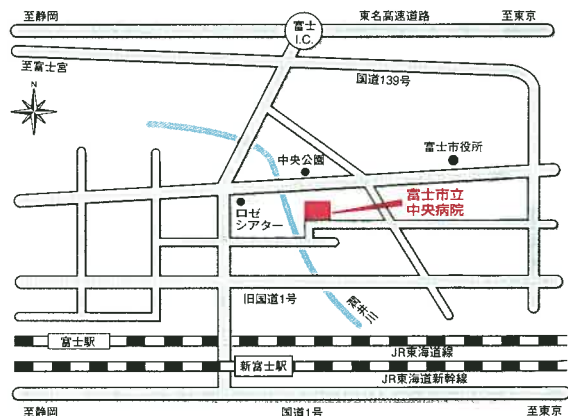 至静岡
東名高速道路
至東京
富士
I.C.
至富士宮
国道139号
N
富士市役所
中央公園
富士市立
中央病院
ロゼ
シアター
旧国道1号
潤井川
富士駅
JR東海道線
新富士駅
JR東海道新幹線
至静岡
国道1号
至東京